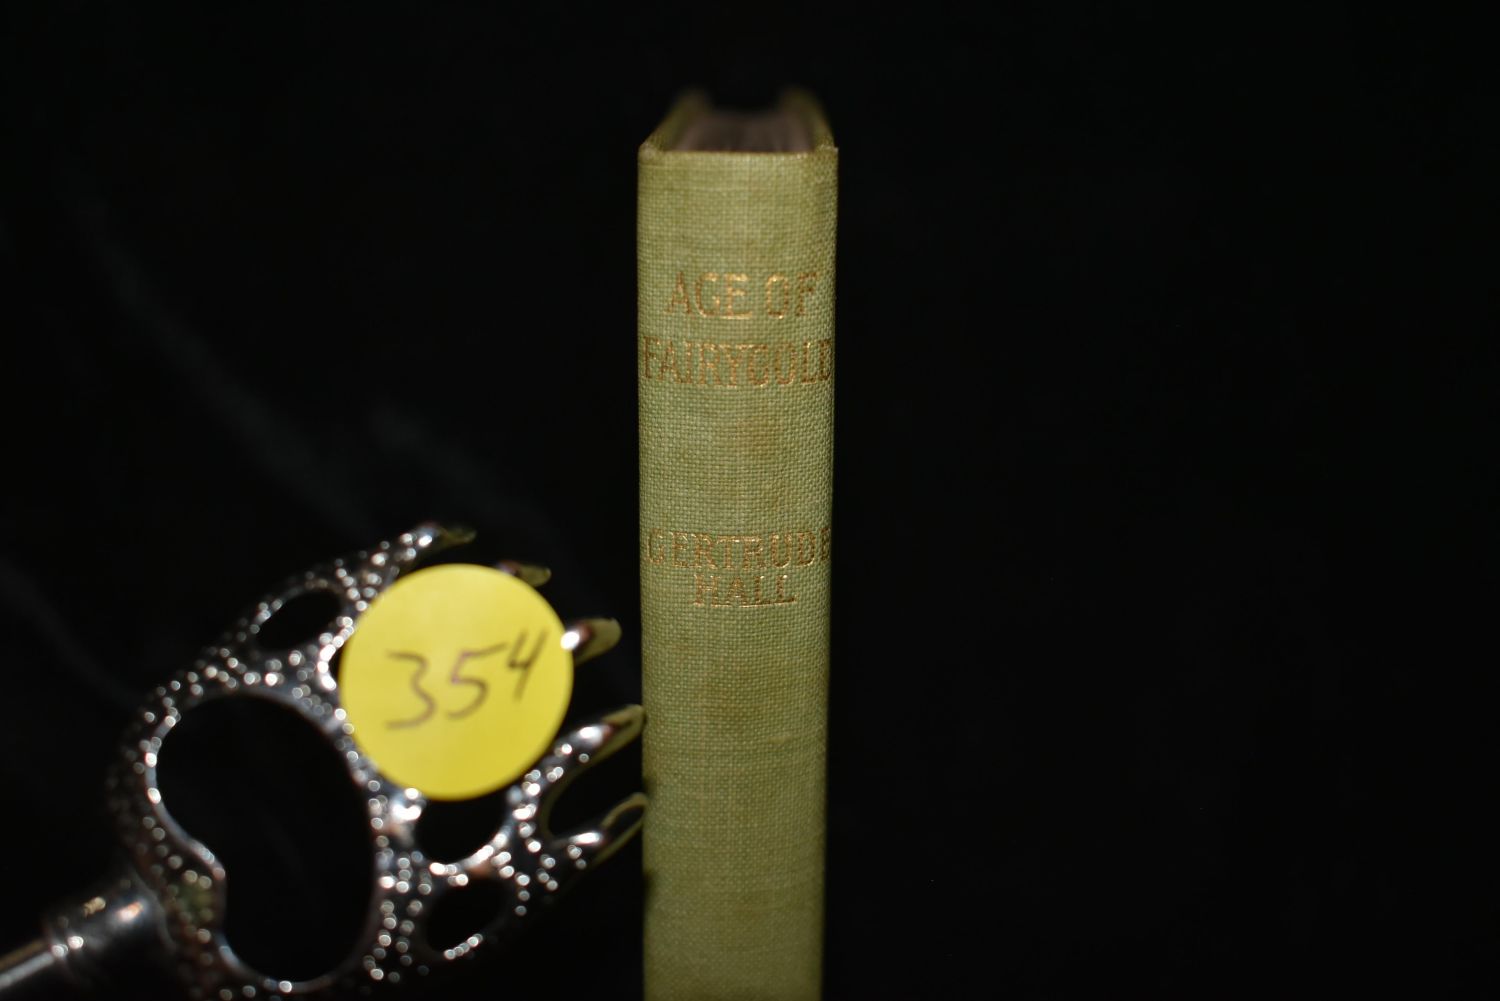 AGE OF
FAIRYGOLD
GERTRUDE
HALL
354